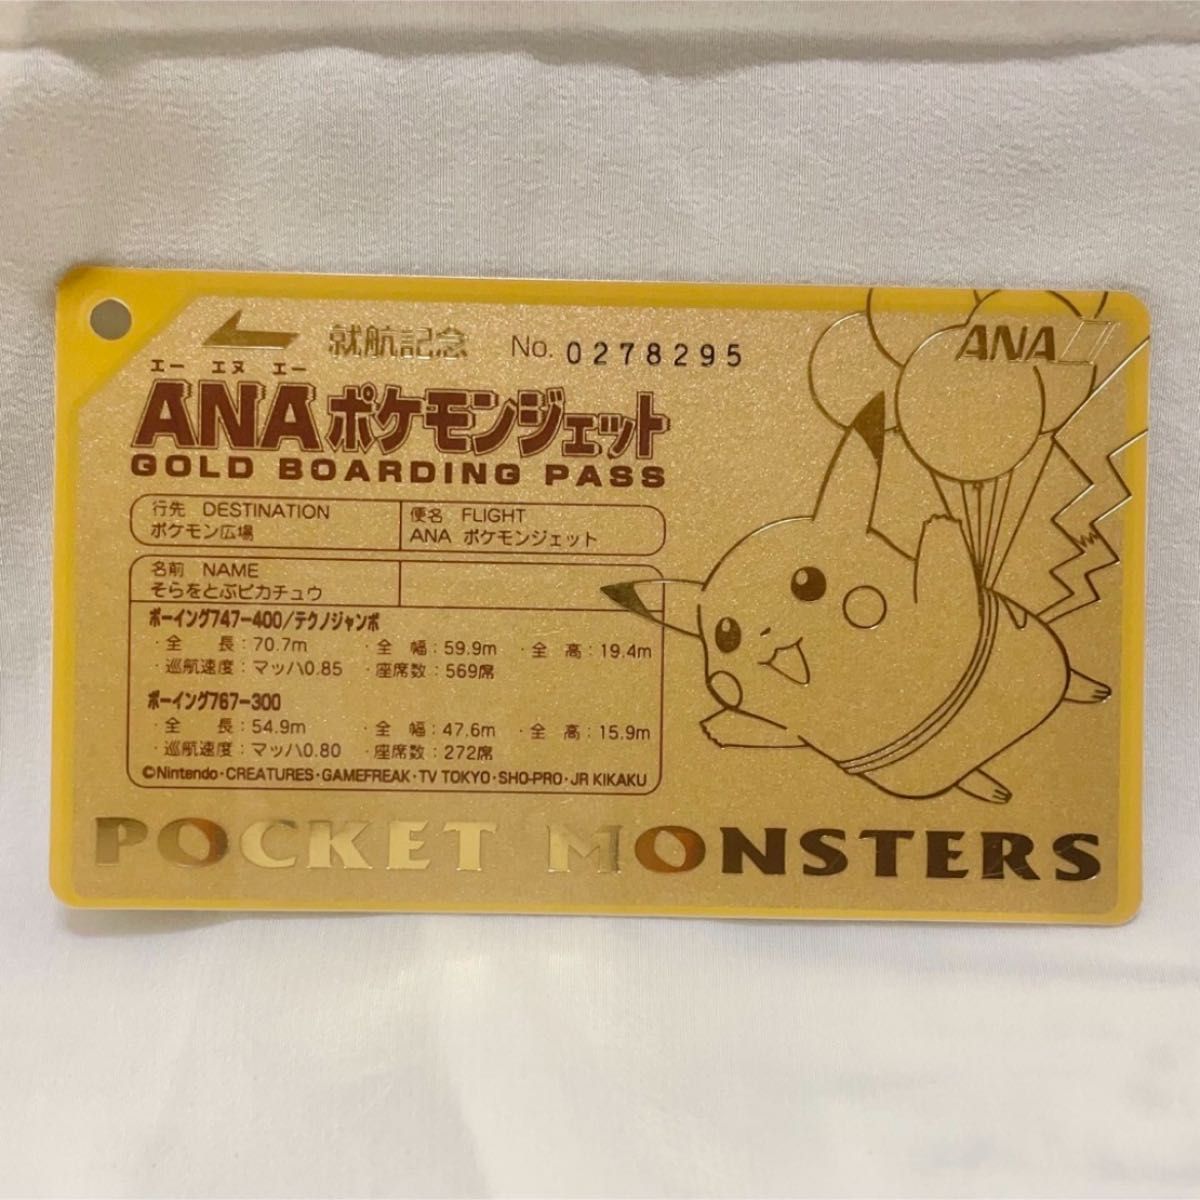 就航記念 No. 0278295 ANA
エー エヌ エー
ANAポケモンジェット
GOLD BOARDING PASS
行先 DESTINATION 便名 FLIGHT
ポケモン広場 ANA ポケモンジェット
名前 NAME
そらをとぶピカチュウ
ボーイング747-400/テクノジャンボ
・全 長:70.7m ・全 幅:59.9m ・全 高:19.4m
・巡航速度:マッハ0.85 ・座席数:569席
ボーイング767-300
・全 長:54.9m ・全 幅:47.6m ・全 高:15.9m
・巡航速度:マッハ0.80 ・座席数:272席
©Nintendo・CREATURES・GAMEFREAK・TV TOKYO・SHO-PRO・JR KIKAKU
POCKET MONSTERS